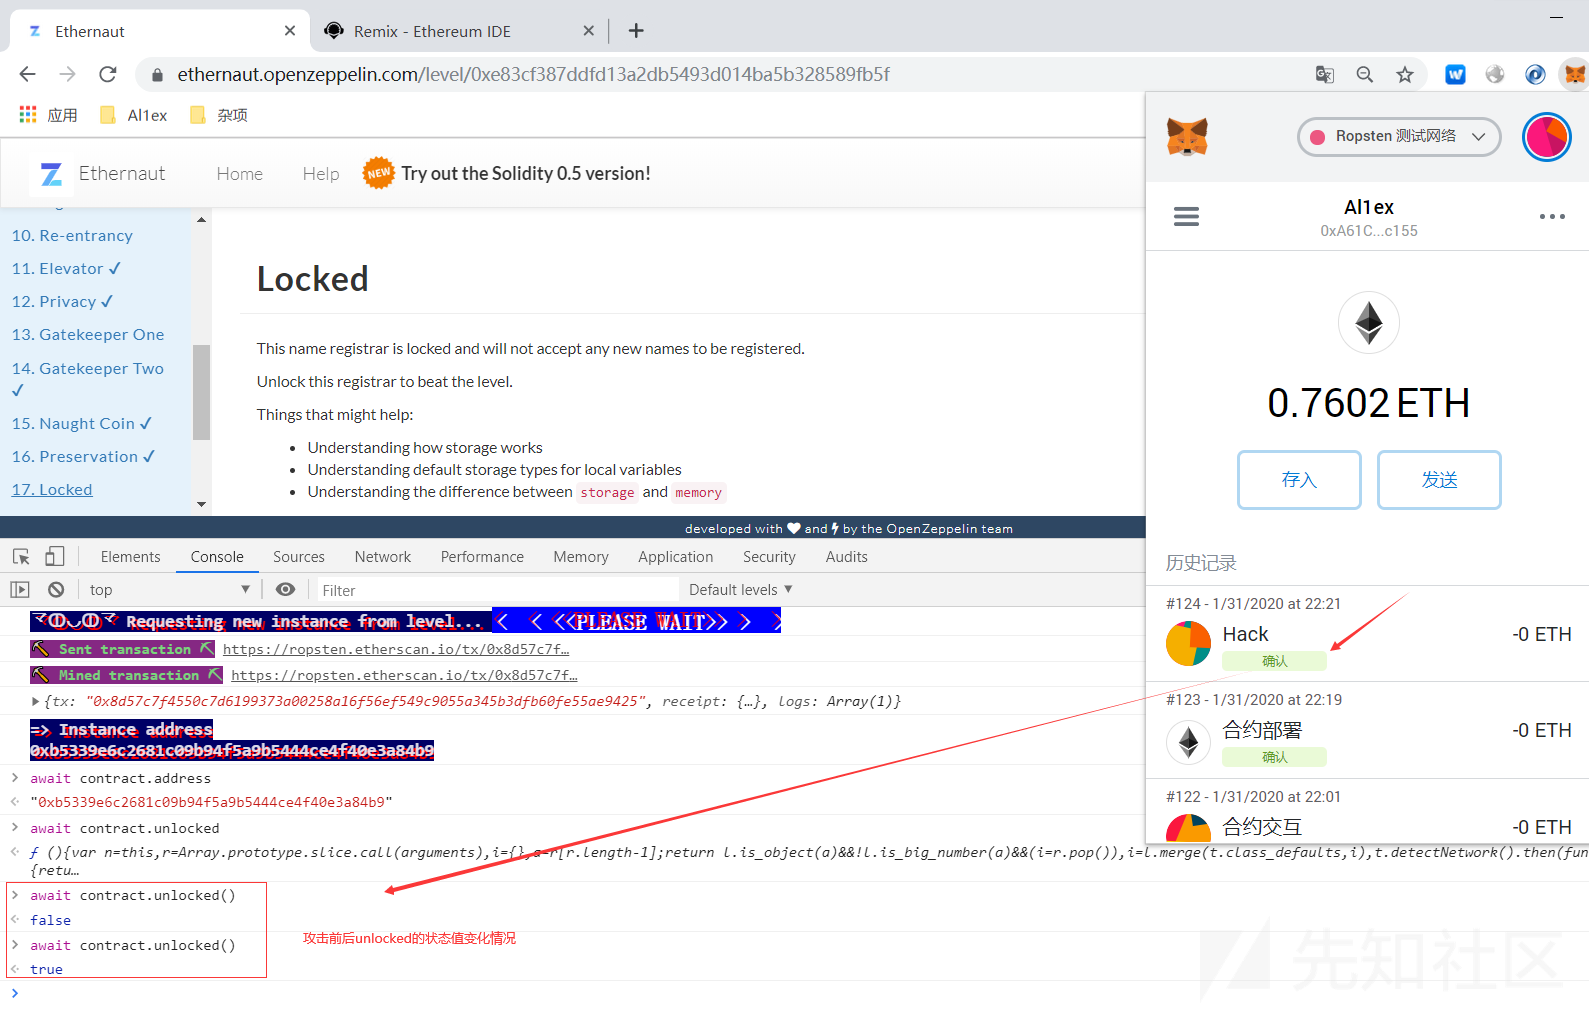 Ethernaut
Remix - Ethereum IDE
ethernaut.openzeppelin.com/level/0xe83cf387ddfd13a2db5493d014ba5b328589fb5f
应用
Al1ex
杂项
Ethernaut
Home
Help
NEW
Try out the Solidity 0.5 version!
10. Re-entrancy
11. Elevator ✓
12. Privacy ✓
13. Gatekeeper One
14. Gatekeeper Two
✓
15. Naught Coin ✓
16. Preservation ✓
17. Locked
Locked
This name registrar is locked and will not accept any new names to be registered.
Unlock this registrar to beat the level.
Things that might help:
• Understanding how storage works
• Understanding default storage types for local variables
• Understanding the difference between storage and memory
developed with ❤ and ⚡ by the OpenZeppelin team
Ropsten 测试网络
Al1ex
0xA61C...c155
0.7602 ETH
存入
发送
历史记录
#124 - 1/31/2020 at 22:21
Hack
-0 ETH
确认
#123 - 1/31/2020 at 22:19
合约部署
-0 ETH
确认
#122 - 1/31/2020 at 22:01
合约交互
-0 ETH
Elements
Console
Sources
Network
Performance
Memory
Application
Security
Audits
top
Filter
Default levels ▼
Requesting new instance from level... < < <<PLEASE WAIT>> > >
Sent transaction https://ropsten.etherscan.io/tx/0x8d57c7f…
Mined transaction https://ropsten.etherscan.io/tx/0x8d57c7f…
{tx: "0x8d57c7f4550c7d6199373a00258a16f56ef549c9055a345b3dfb60fe55ae9425", receipt: {…}, logs: Array(1)}
=> Instance address
0xb5339e6c2681c09b94f5a9b5444ce4f40e3a84b9
await contract.address
"0xb5339e6c2681c09b94f5a9b5444ce4f40e3a84b9"
await contract.unlocked
ƒ (){var n=this,r=Array.prototype.slice.call(arguments),i={},a=r[r.length-1];return l.is_object(a)&&!l.is_big_number(a)&&(i=r.pop()),i=l.merge(t.class_defaults,i),t.detectNetwork().then(fun
{retu…
await contract.unlocked()
false
await contract.unlocked()
true
攻击前后unlocked的状态值变化情况
先知社区